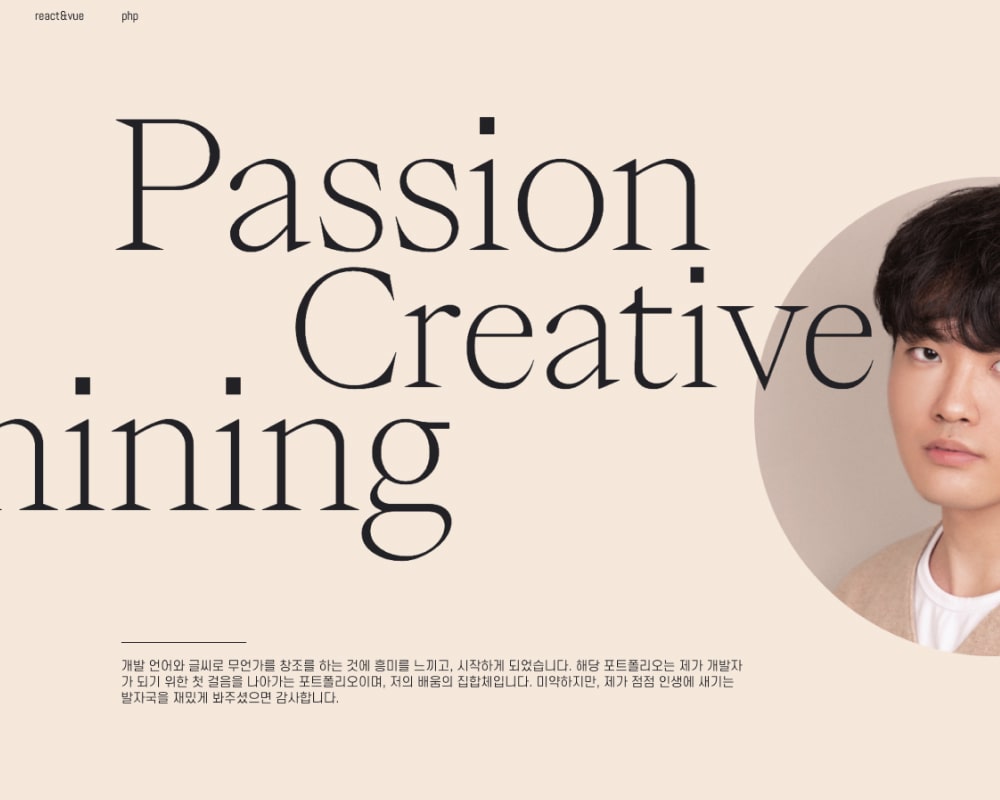 react&vue php
Passion
Creative
nining
개발 언어와 글씨로 무언가를 창조를 하는 것에 흥미를 느끼고, 시작하게 되었습니다. 해당 포트폴리오는 제가 개발자
가 되기 위한 첫 걸음을 나아가는 포트폴리오이며, 저의 배움의 집합체입니다. 미약하지만, 제가 점점 인생에 새기는
발자국을 재밌게 봐주셨으면 감사합니다.